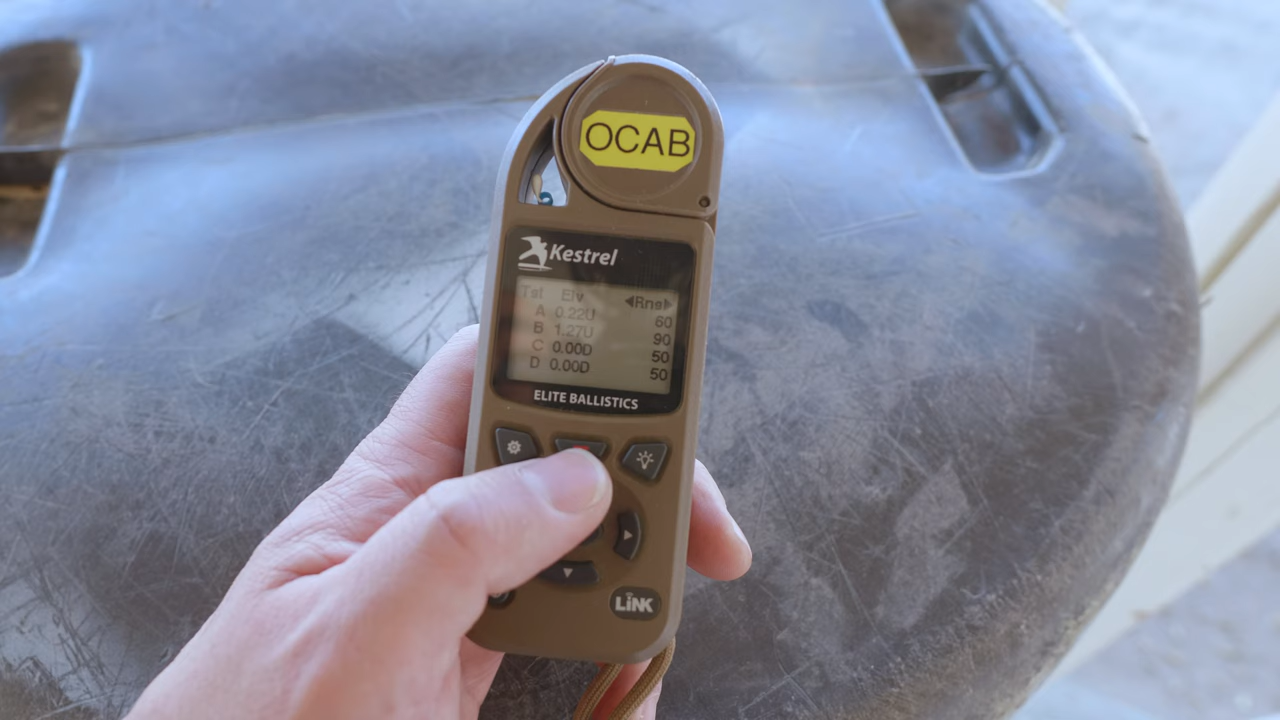 OCAB
Kestrel
Tgt Elv ◀Rng▶
A 0.22U 60
B 1.27U 90
C 0.00D 50
D 0.00D 50
ELITE BALLISTICS
LiNK